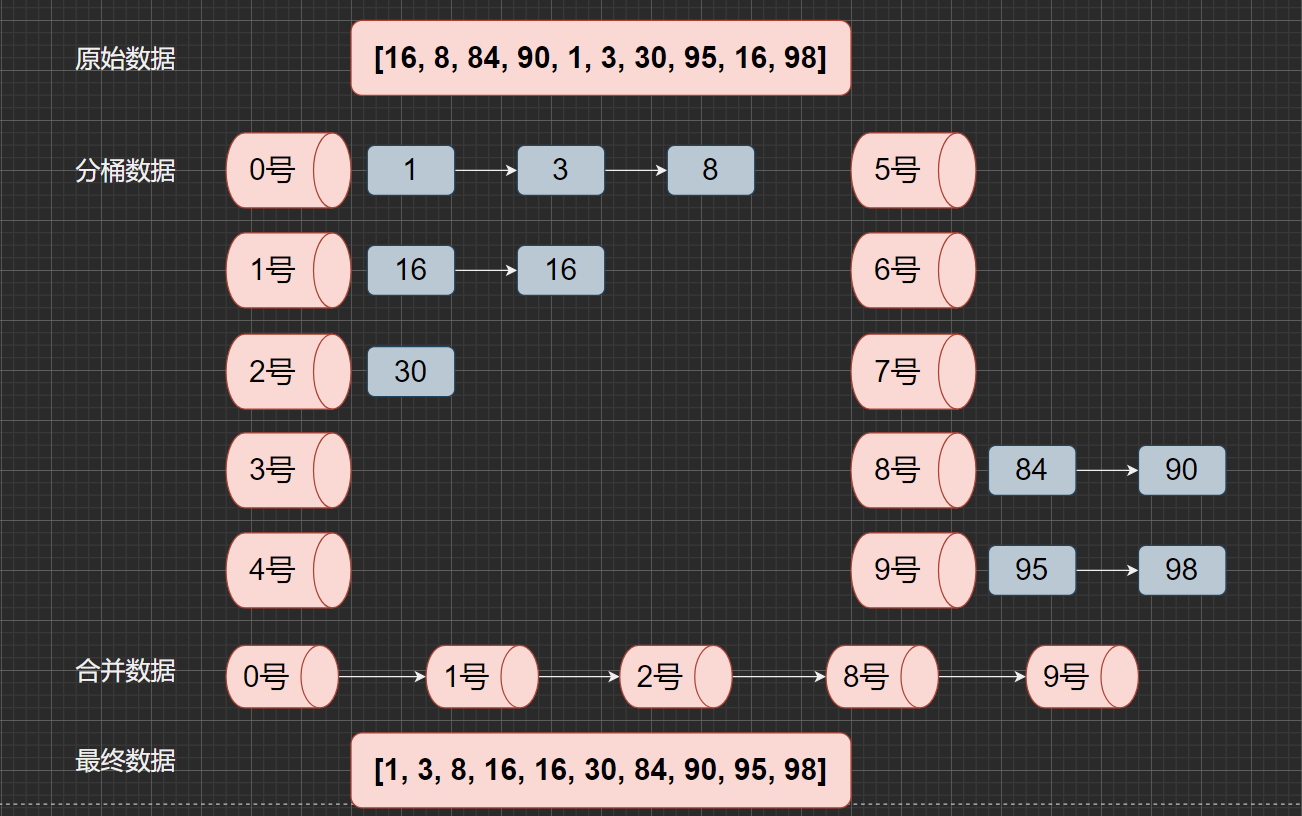 原始数据
[16, 8, 84, 90, 1, 3, 30, 95, 16, 98]
分桶数据
0号 1 3 8 5号
1号 16 16 6号
2号 30 7号
3号 8号 84 90
4号 9号 95 98
合并数据
0号 1号 2号 8号 9号
最终数据
[1, 3, 8, 16, 16, 30, 84, 90, 95, 98]